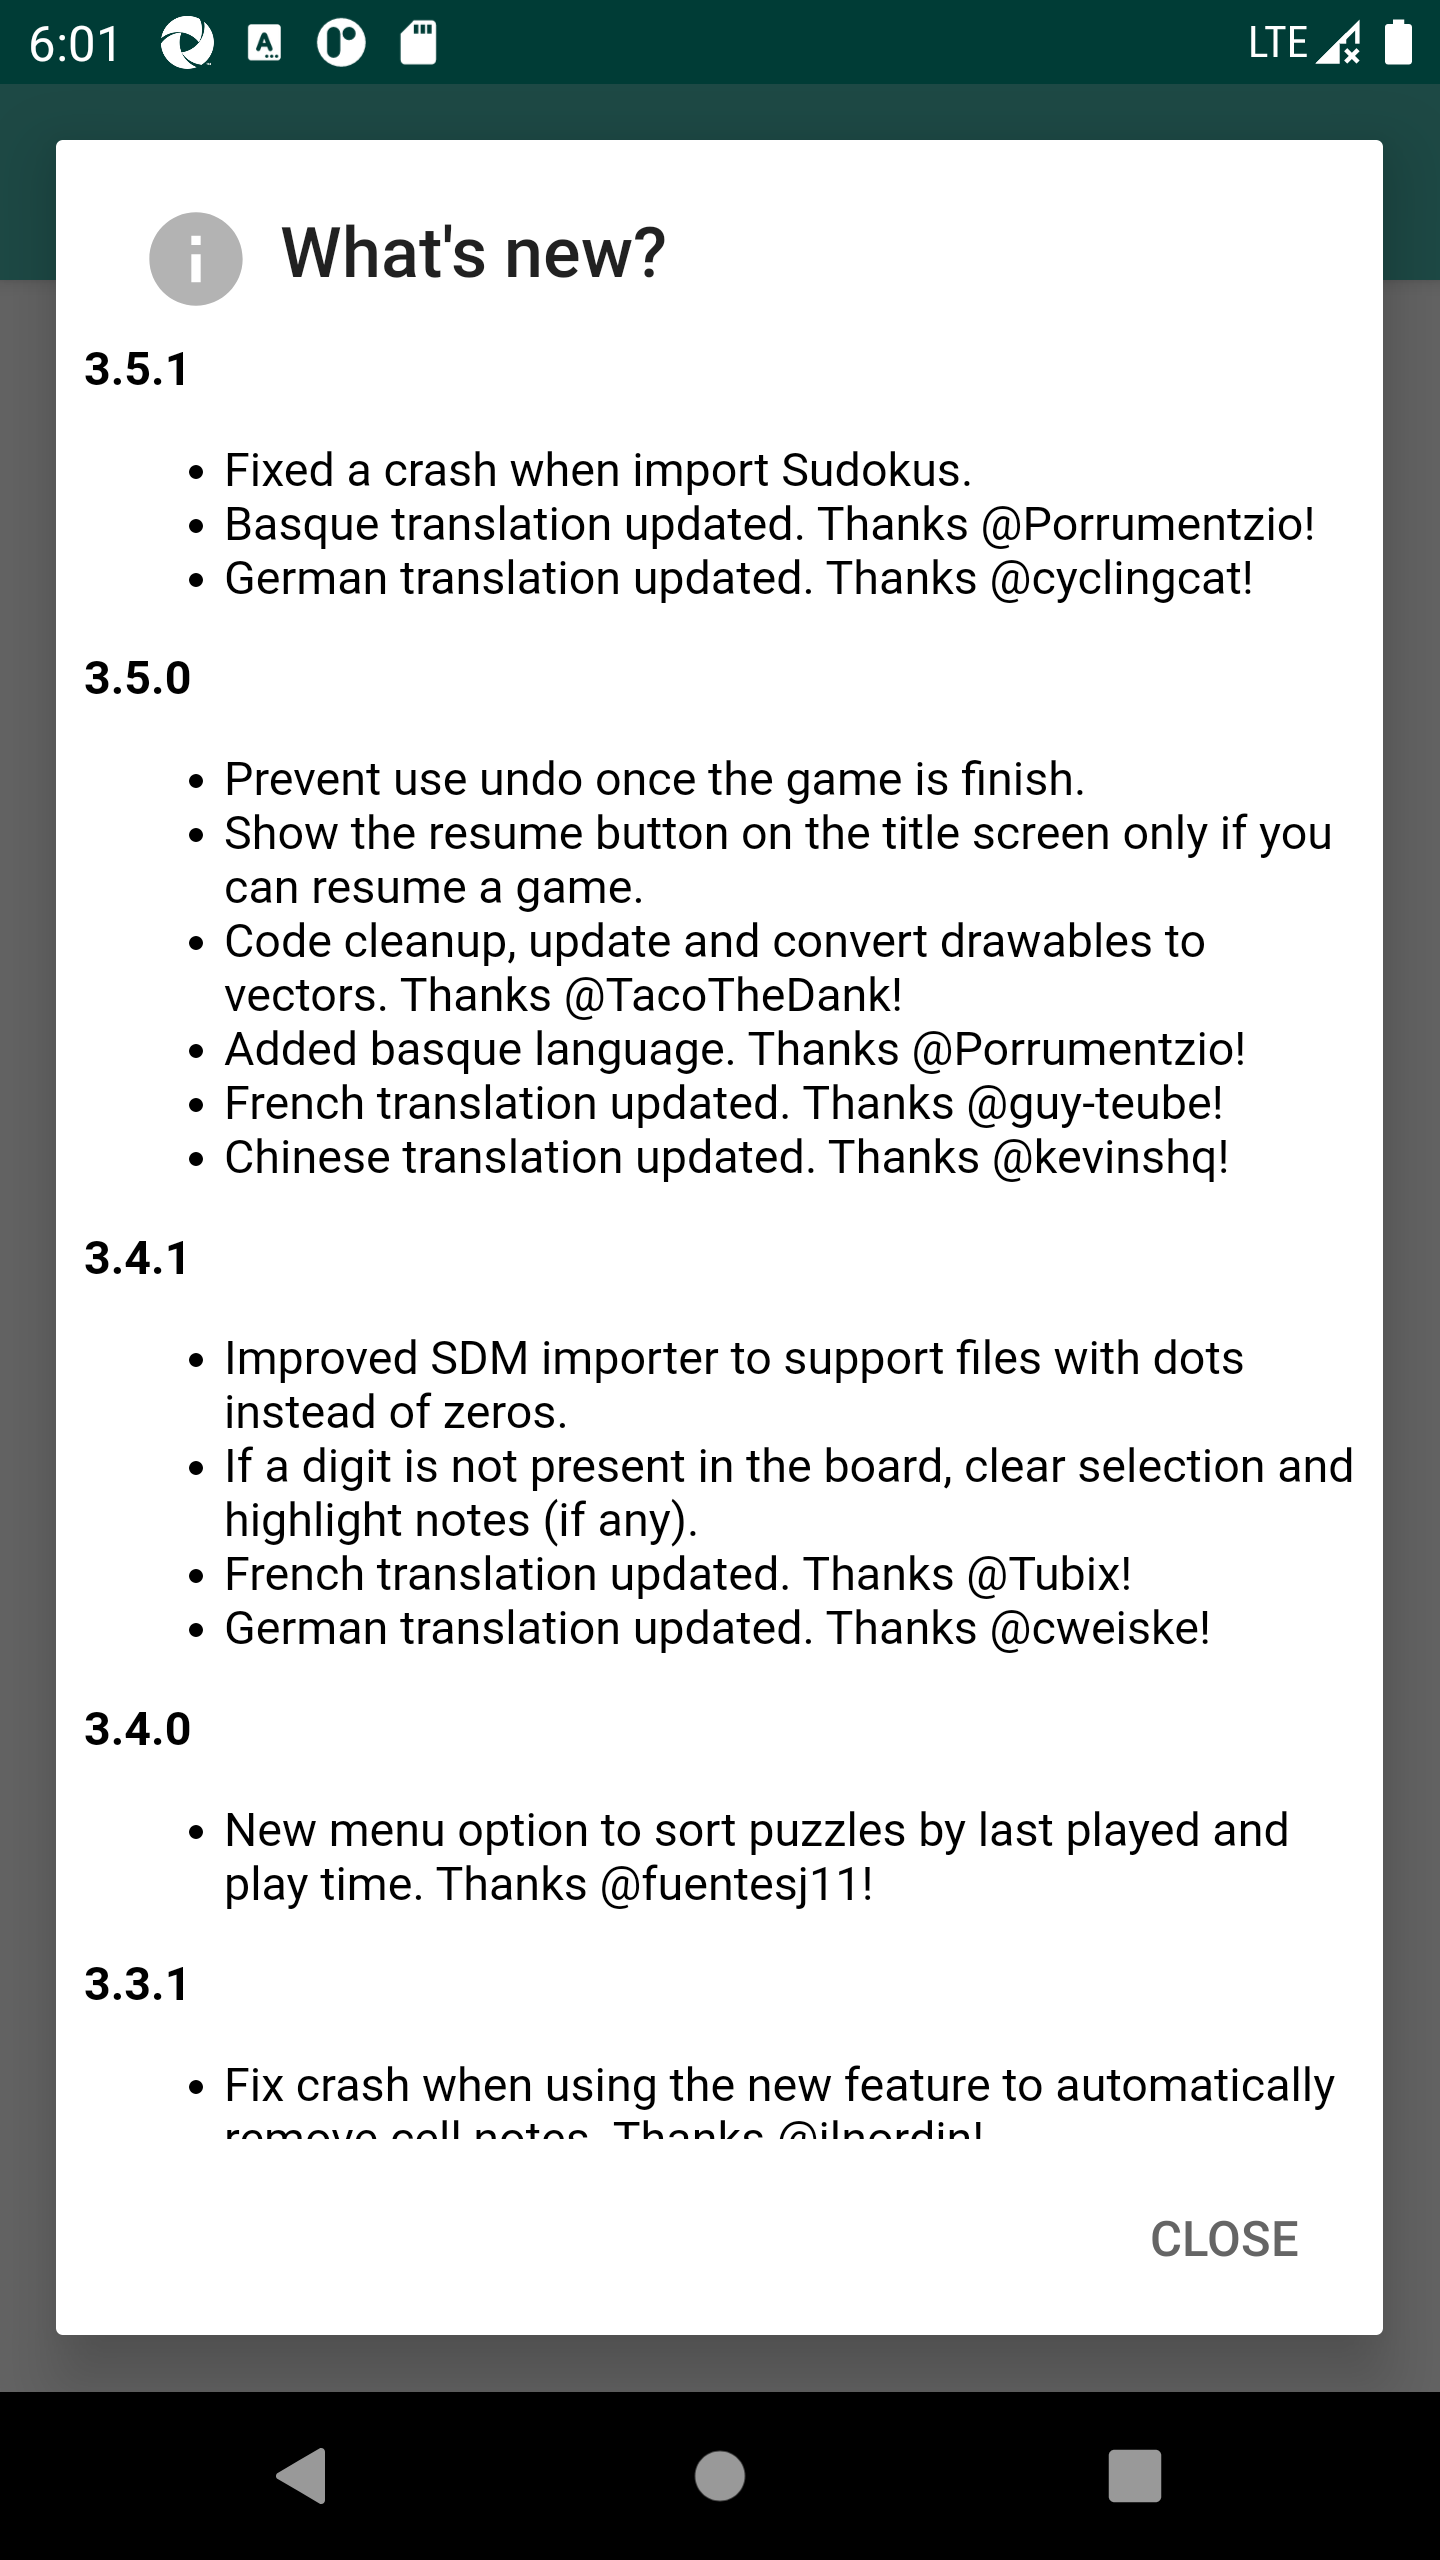 6:01
LTE
What's new?
3.5.1
• Fixed a crash when import Sudokus.
• Basque translation updated. Thanks @Porrumentzio!
• German translation updated. Thanks @cyclingcat!
3.5.0
• Prevent use undo once the game is finish.
• Show the resume button on the title screen only if you
can resume a game.
• Code cleanup, update and convert drawables to
vectors. Thanks @TacoTheDank!
• Added basque language. Thanks @Porrumentzio!
• French translation updated. Thanks @guy-teube!
• Chinese translation updated. Thanks @kevinshq!
3.4.1
• Improved SDM importer to support files with dots
instead of zeros.
• If a digit is not present in the board, clear selection and
highlight notes (if any).
• French translation updated. Thanks @Tubix!
• German translation updated. Thanks @cweiske!
3.4.0
• New menu option to sort puzzles by last played and
play time. Thanks @fuentesj11!
3.3.1
• Fix crash when using the new feature to automatically
remove cell notes. Thanks
CLOSE